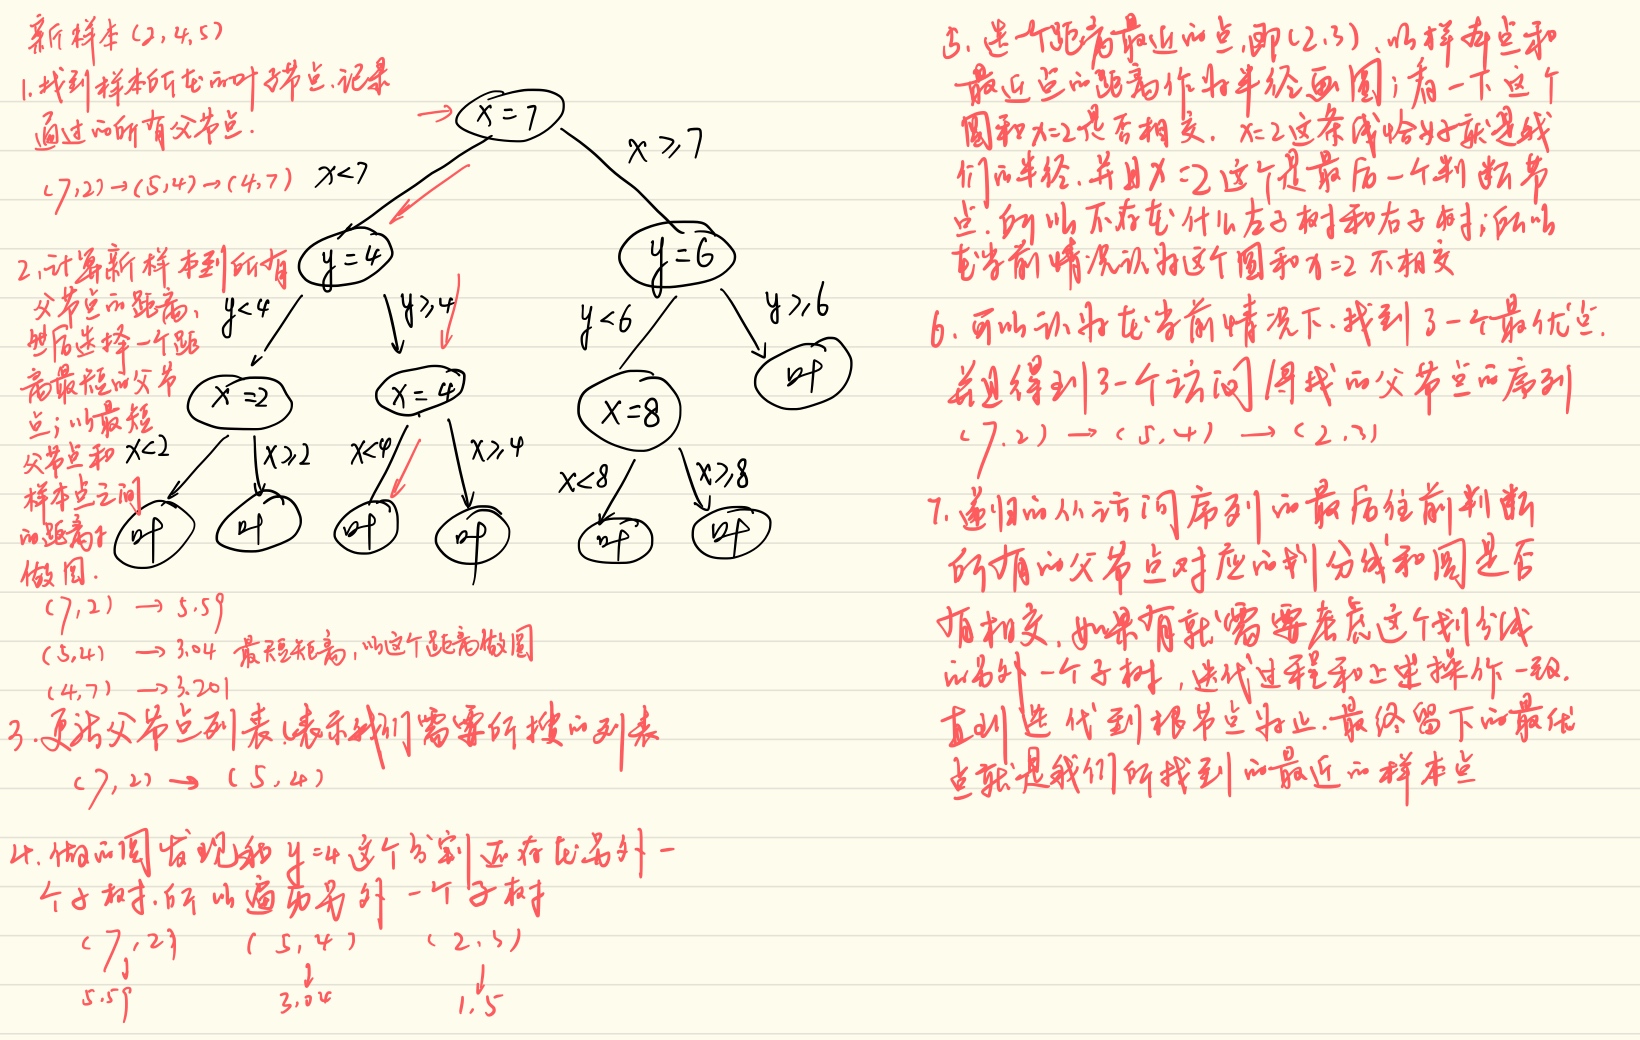 新样本(2,4,5)
1.找到样本所在的叶子节点.记录
通过的所有父节点.
(7,2)→(5,4)→(4,7)
2.计算新样本到所有
父节点的距离、
然后选择一个距
离最短的父节
点;以最短
父节点和
样本点之间
的距离于
做圆.
(7,2) → 5.59
(5,4) → 3.04 最短距离,以这个距离做圆
(4,7) → 3.201
3.更新父节点列表.(表示我们需要所搜的列表
(7,2) → (5,4)
4.做的圆发现和y=4这个分割还存在另外一
个子树.所以遍历另外一个子树
(7,2) (5,4) (2,3)
↓ ↓ ↓
5.59 3.04 1.5
x=7
x<7
x≥7
y=4
y=6
y<4
y≥4
y<6
y≥6
x=2
x=4
x=8
叶
x<2
x≥2
x<4
x≥4
x<8
x≥8
叶
叶
叶
叶
叶
叶
5.选一个距离最近的点,即(2,3)、以样本点和
最近点的距离作为半径画圆;看一下这个
圆和x=2是否相交. x=2这条线恰好就是我
们的半径.并且x=2这个是最后一个判断节
点.所以不存在什么左子树和右子树;所以
在当前情况认为这个圆和x=2不相交
6.可以认为在当前情况下.找到了一个最优点.
并且得到了一个访问/寻找的父节点的序列
(7,2) → (5,4) → (2,3)
7.递归的从访问序列的最后往前判断
所有的父节点对应的划分线和圆是否
有相交,如果有就需要考虑这个划分线
的另外一个子树,迭代过程和上述操作一致.
直到迭代到根节点为止.最终留下的最优
点就是我们所找到的最近的样本点